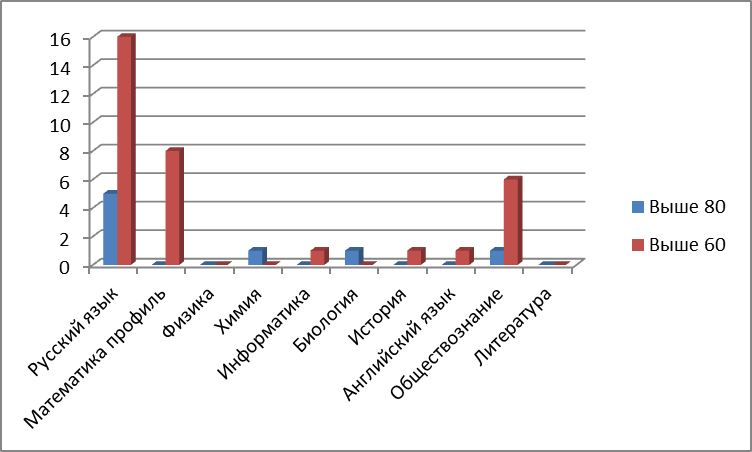 16
14
12
10
8
6
4
2
0
Русский язык
Математика профиль
Физика
Химия
Информатика
Биология
История
Английский язык
Обществознание
Литература
Выше 80
Выше 60